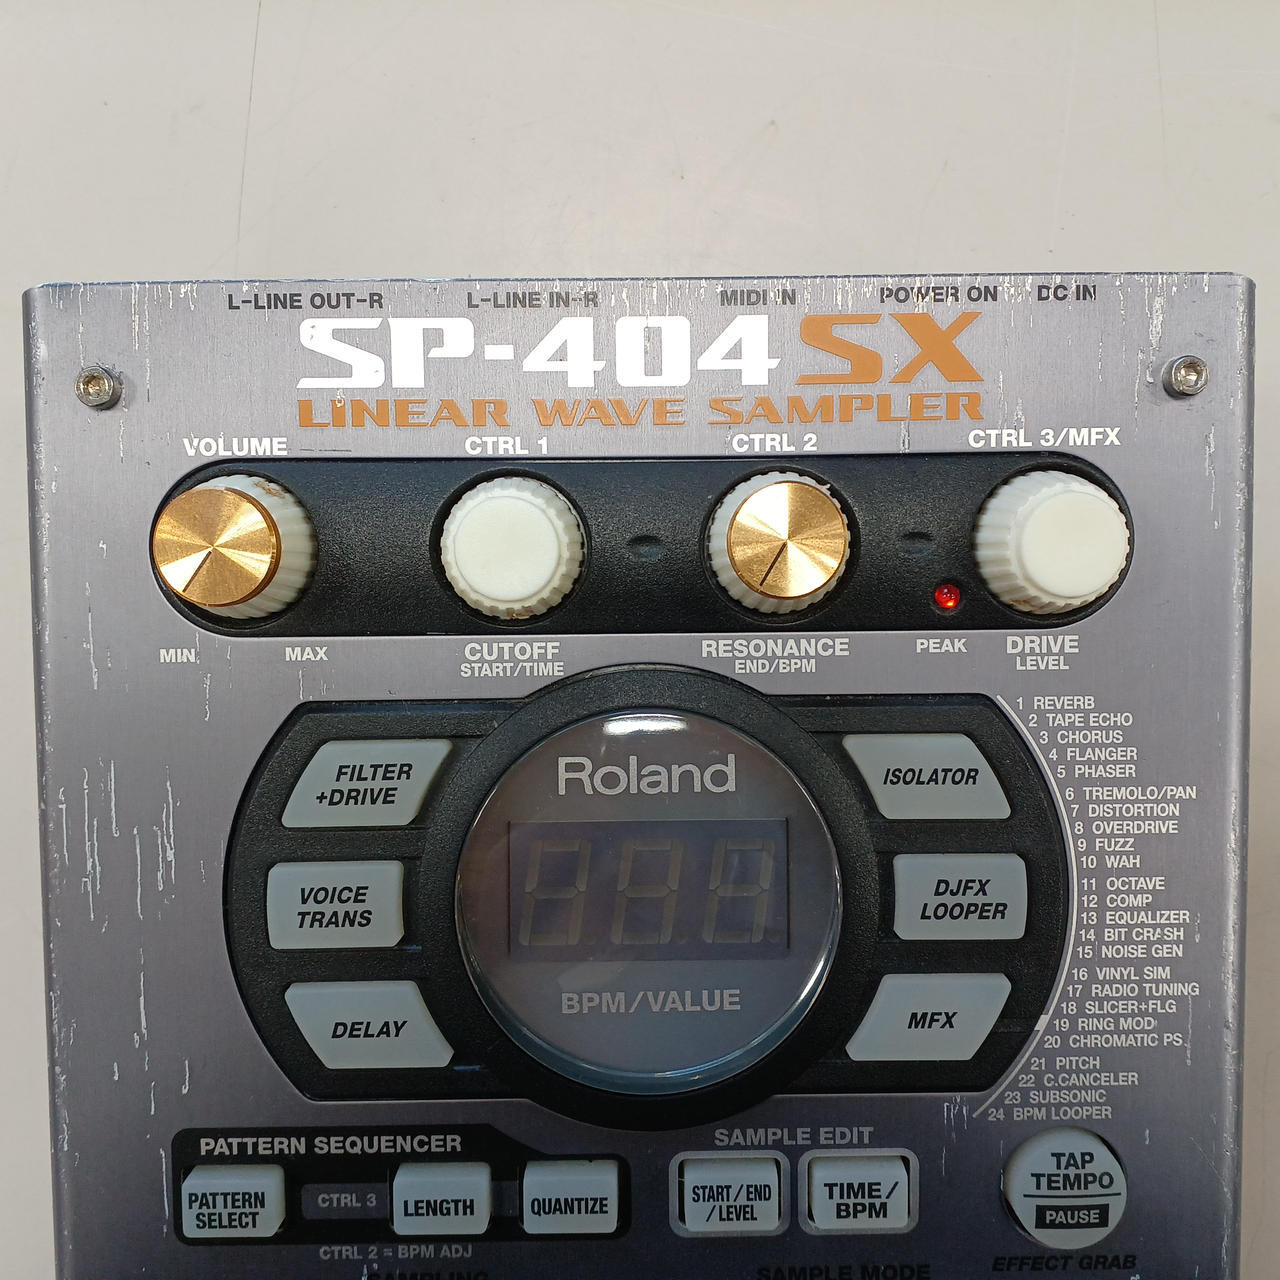 L-LINE OUT-R L-LINE IN-R MIDI IN POWER ON DC IN
SP-404SX
LINEAR WAVE SAMPLER
VOLUME CTRL 1 CTRL 2 CTRL 3/MFX
MIN MAX
CUTOFF
START/TIME
RESONANCE
END/BPM
PEAK
DRIVE
LEVEL
Roland
BPM/VALUE
FILTER
+DRIVE
VOICE
TRANS
DELAY
ISOLATOR
DJFX
LOOPER
MFX
1 REVERB
2 TAPE ECHO
3 CHORUS
4 FLANGER
5 PHASER
6 TREMOLO/PAN
7 DISTORTION
8 OVERDRIVE
9 FUZZ
10 WAH
11 OCTAVE
12 COMP
13 EQUALIZER
14 BIT CRASH
15 NOISE GEN
16 VINYL SIM
17 RADIO TUNING
18 SLICER+FLG
19 RING MOD
20 CHROMATIC PS
21 PITCH
22 C.CANCELER
23 SUBSONIC
24 BPM LOOPER
PATTERN SEQUENCER
PATTERN
SELECT
CTRL 3
LENGTH
QUANTIZE
CTRL 2 = BPM ADJ
SAMPLING
SAMPLE EDIT
START/END
/LEVEL
TIME/
BPM
SAMPLE MODE
TAP
TEMPO
PAUSE
EFFECT GRAB